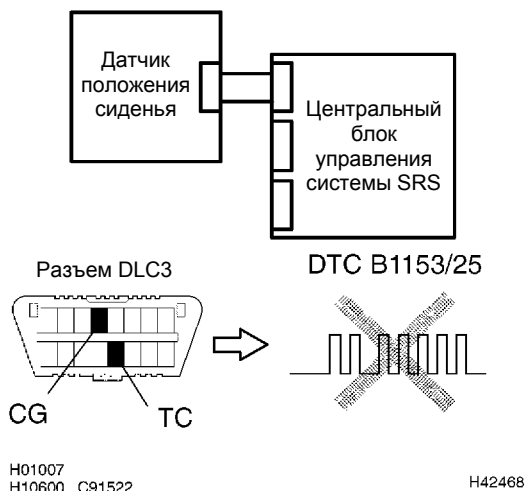 Датчик
положения
сиденья
Центральный
блок
управления
системы SRS
Разъем DLC3
DTC B1153/25
CG
TC
H01007
H10600 C91522
H42468